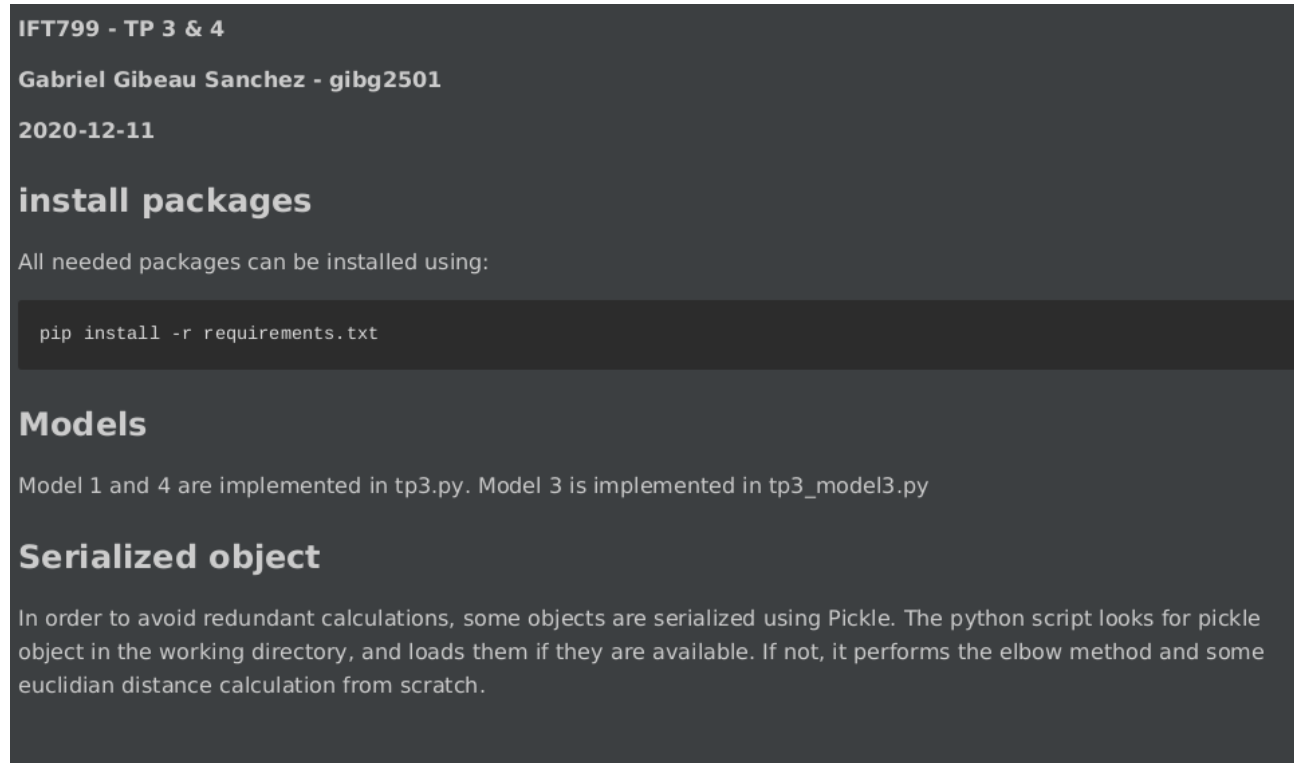 IFT799 - TP 3 & 4
Gabriel Gibeau Sanchez - gibg2501
2020-12-11
install packages
All needed packages can be installed using:
pip install -r requirements.txt
Models
Model 1 and 4 are implemented in tp3.py. Model 3 is implemented in tp3_model3.py
Serialized object
In order to avoid redundant calculations, some objects are serialized using Pickle. The python script looks for pickle
object in the working directory, and loads them if they are available. If not, it performs the elbow method and some
euclidian distance calculation from scratch.